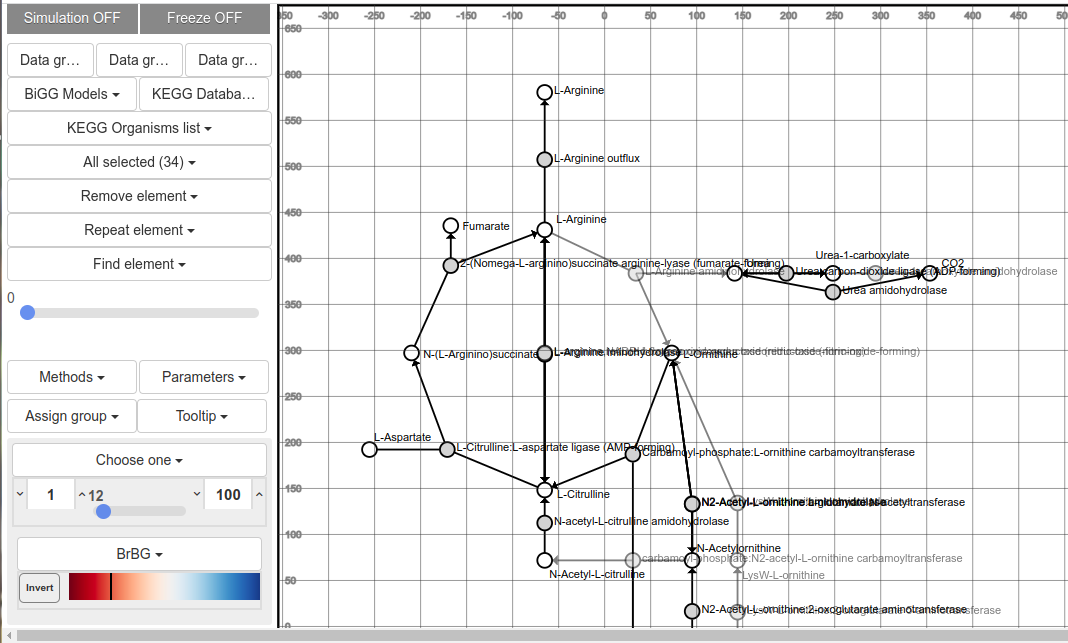 Simulation OFF
Freeze OFF
Data gr…
Data gr…
Data gr…
BiGG Models
KEGG Databa…
KEGG Organisms list
All selected (34)
Remove element
Repeat element
Find element
0
Methods
Parameters
Assign group
Tooltip
Choose one
1
12
100
BrBG
Invert
350 -300 -250 -200 -150 -100 -50 0 50 100 150 200 250 300 350 400 450 50
650
600
550
500
450
400
350
300
250
200
150
100
50
0
L-Arginine
L-Arginine outflux
L-Arginine
Fumarate
2-(Nomega-L-arginino)succinate arginine-lyase (fumarate-forming)
L-Arginine amidinohydrolase
Urea
Urea-1-carboxylate
CO2
Urea:carbon-dioxide ligase (ADP-forming)
Urea amidohydrolase
N-(L-Arginino)succinate
L-Arginine iminohydrolase
L-Ornithine
L-Aspartate
L-Citrulline:L-aspartate ligase (AMP-forming)
Carbamoyl-phosphate:L-ornithine carbamoyltransferase
L-Citrulline
N2-Acetyl-L-ornithine amidohydrolase
N-acetyl-L-citrulline amidohydrolase
N-Acetylornithine
carbamoyl-phosphate:N2-acetyl-L-ornithine carbamoyltransferase
N-Acetyl-L-citrulline
LysW-L-ornithine
N2-Acetyl-L-ornithine:2-oxoglutarate aminotransferase